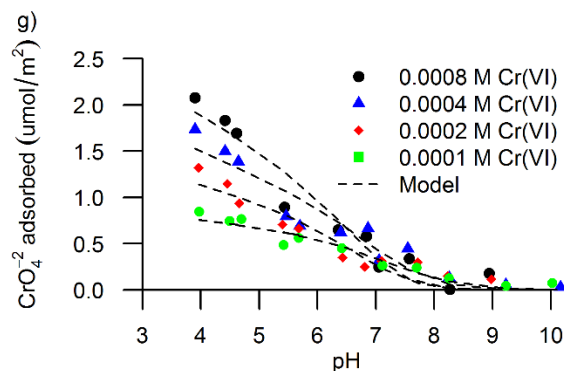 g)
CrO₄⁻² adsorbed (umol/m²)
2.5
2.0
1.5
1.0
0.5
0.0
0.0008 M Cr(VI)
0.0004 M Cr(VI)
0.0002 M Cr(VI)
0.0001 M Cr(VI)
Model
3 4 5 6 7 8 9 10
pH